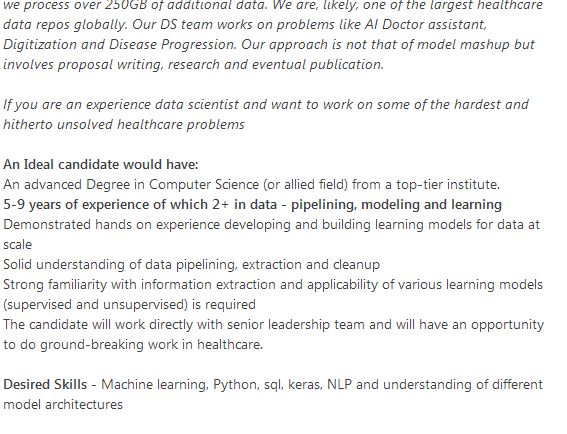 we process over 250GB of additional data. We are, likely, one of the largest healthcare
data repos globally. Our DS team works on problems like AI Doctor assistant,
Digitization and Disease Progression. Our approach is not that of model mashup but
involves proposal writing, research and eventual publication.
If you are an experience data scientist and want to work on some of the hardest and
hitherto unsolved healthcare problems
An Ideal candidate would have:
An advanced Degree in Computer Science (or allied field) from a top-tier institute.
5-9 years of experience of which 2+ in data - pipelining, modeling and learning
Demonstrated hands on experience developing and building learning models for data at
scale
Solid understanding of data pipelining, extraction and cleanup
Strong familiarity with information extraction and applicability of various learning models
(supervised and unsupervised) is required
The candidate will work directly with senior leadership team and will have an opportunity
to do ground-breaking work in healthcare.
Desired Skills - Machine learning, Python, sql, keras, NLP and understanding of different
model architectures